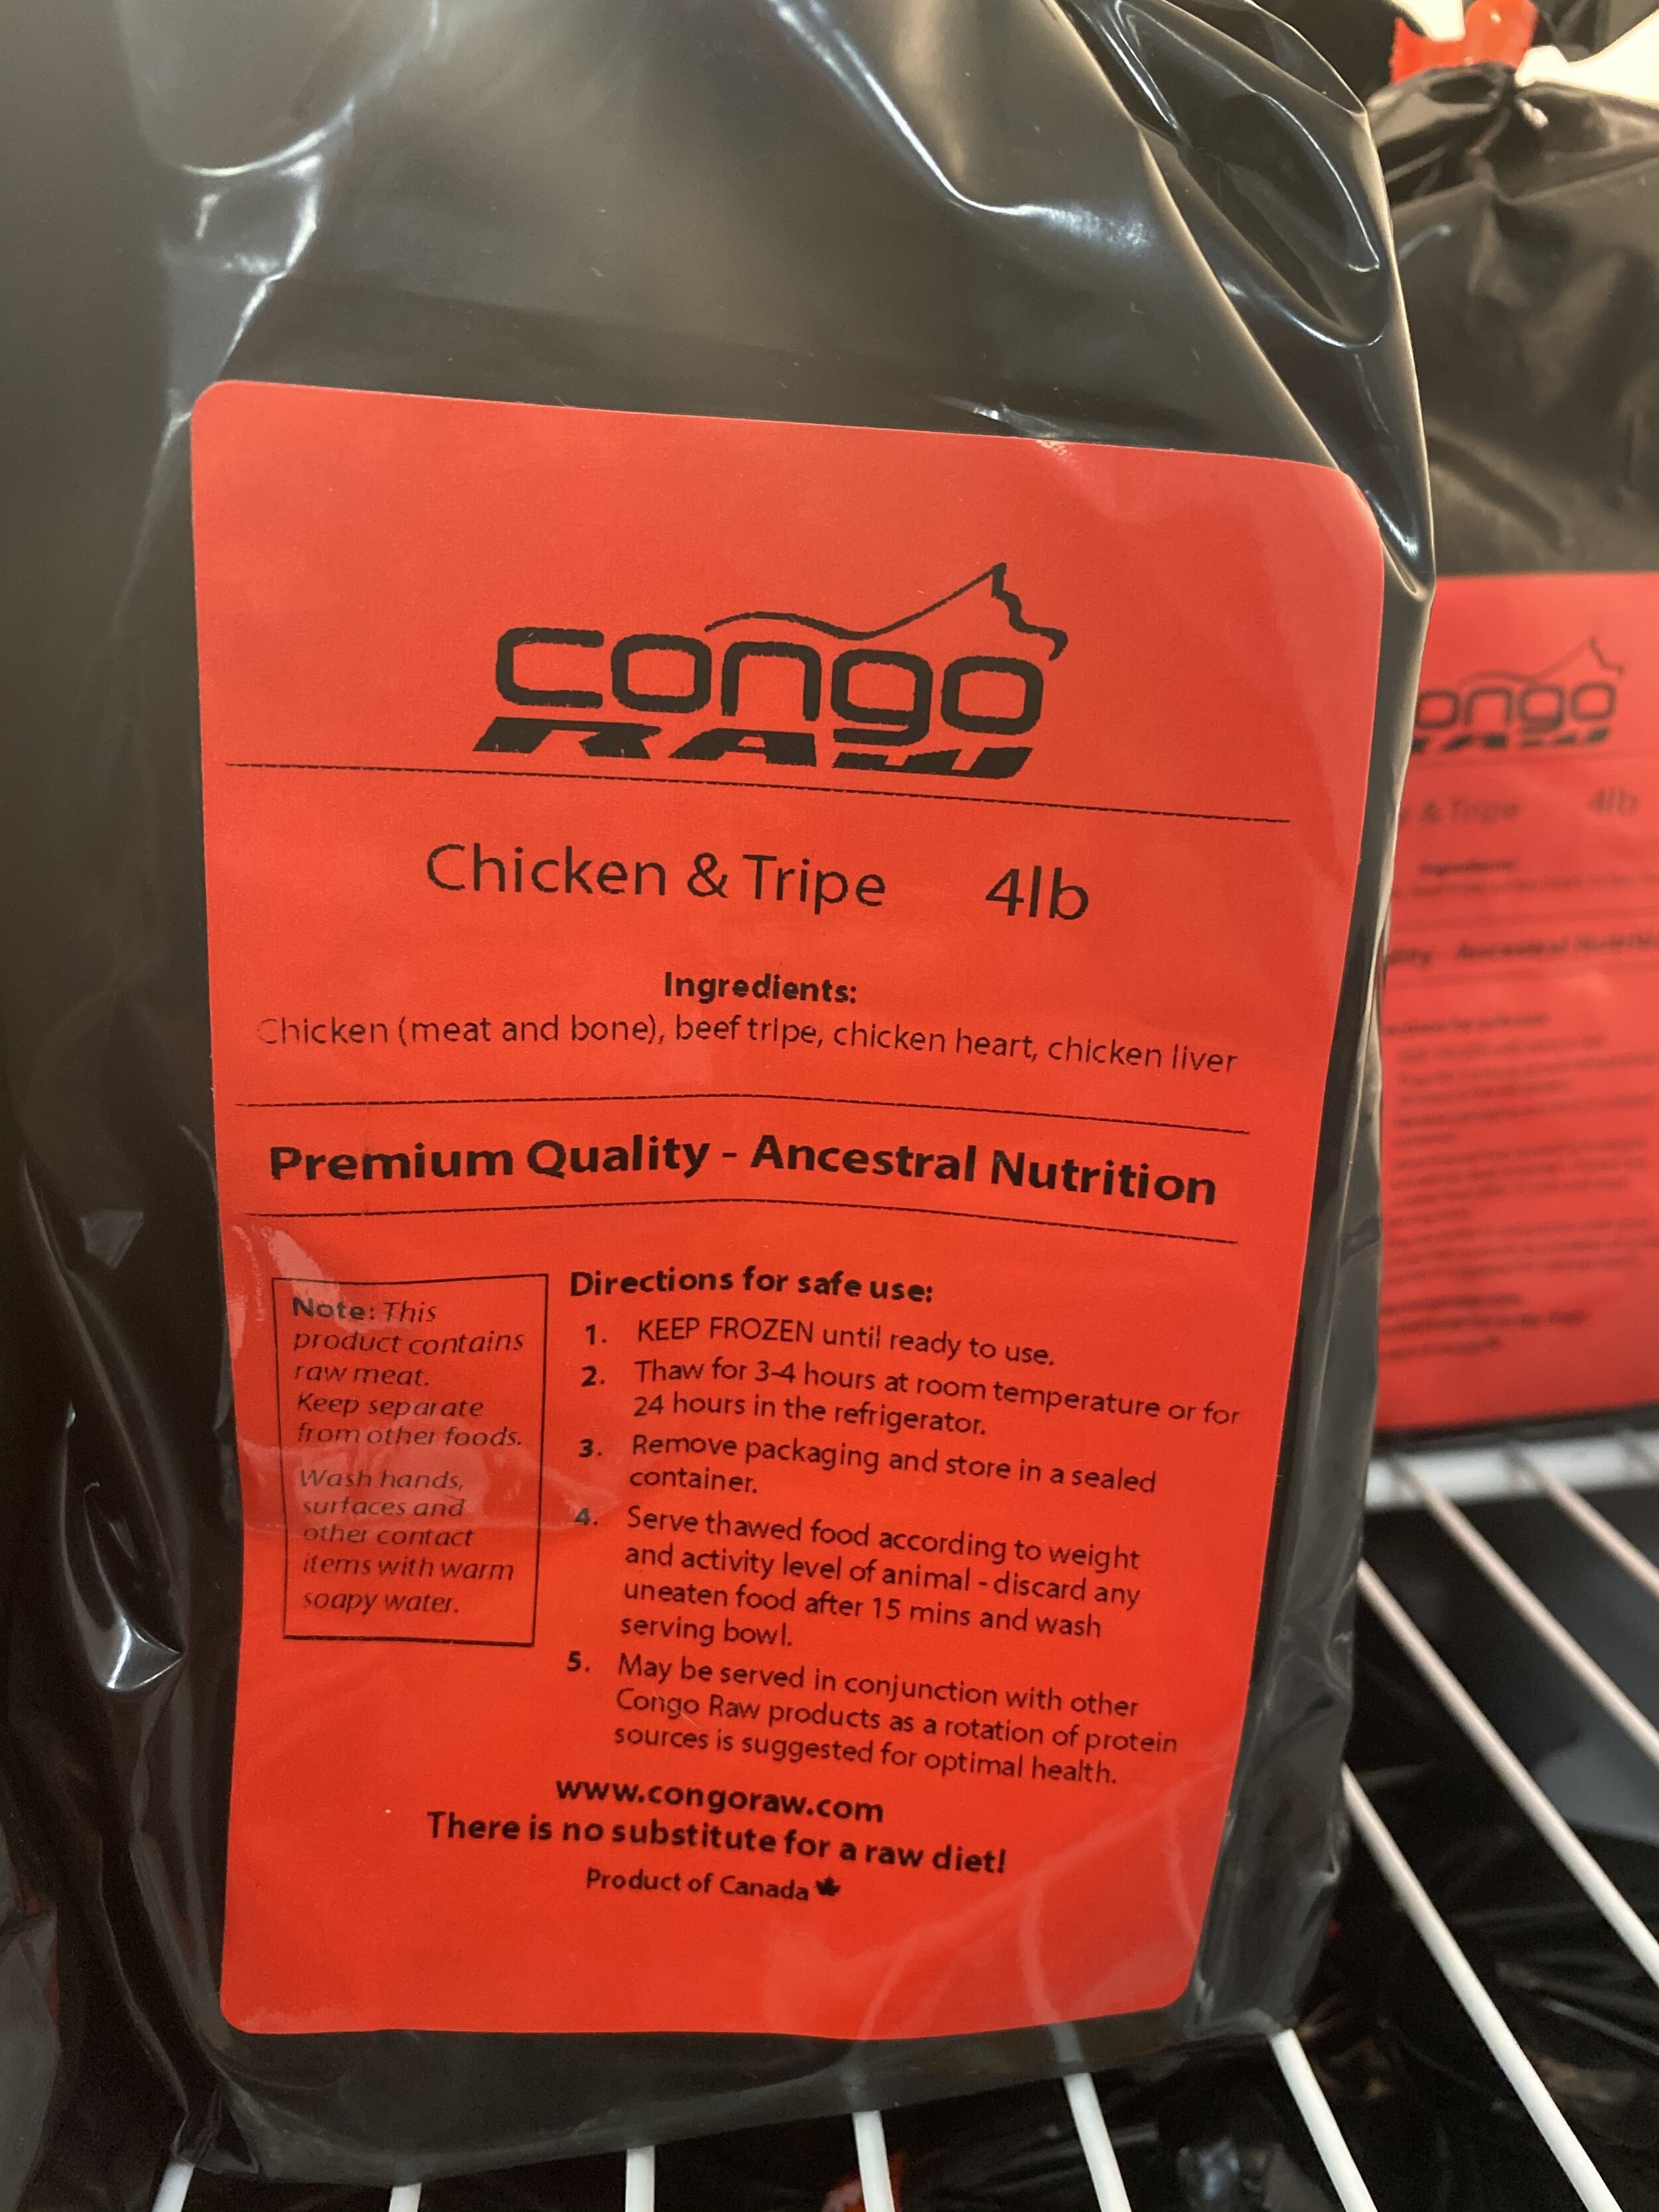 congo
RAW
Chicken & Tripe 4lb
Ingredients:
Chicken (meat and bone), beef tripe, chicken heart, chicken liver
Premium Quality - Ancestral Nutrition
Note: This
product contains
raw meat.
Keep separate
from other foods.
Wash hands,
surfaces and
other contact
items with warm
soapy water.
Directions for safe use:
1. KEEP FROZEN until ready to use.
2. Thaw for 3-4 hours at room temperature or for
24 hours in the refrigerator.
3. Remove packaging and store in a sealed
container.
4. Serve thawed food according to weight
and activity level of animal - discard any
uneaten food after 15 mins and wash
serving bowl.
5. May be served in conjunction with other
Congo Raw products as a rotation of protein
sources is suggested for optimal health.
www.congoraw.com
There is no substitute for a raw diet!
Product of Canada
ongo
& Tripe 4lb
Ingredients: